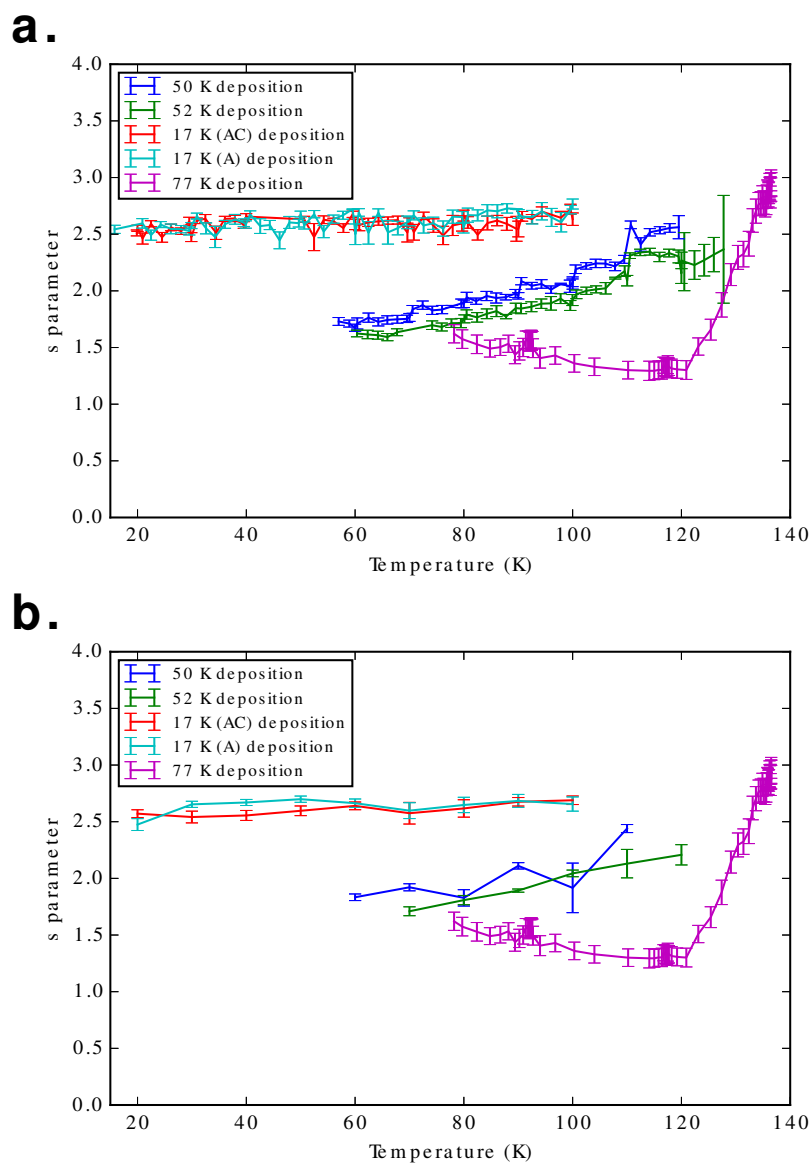 a.
4.0
3.5
3.0
2.5
2.0
1.5
1.0
0.5
0.0
50 K deposition
52 K deposition
17 K (AC) deposition
17 K (A) deposition
77 K deposition
s parameter
20 40 60 80 100 120 140
Temperature (K)
b.
4.0
3.5
3.0
2.5
2.0
1.5
1.0
0.5
0.0
50 K deposition
52 K deposition
17 K (AC) deposition
17 K (A) deposition
77 K deposition
s parameter
20 40 60 80 100 120 140
Temperature (K)